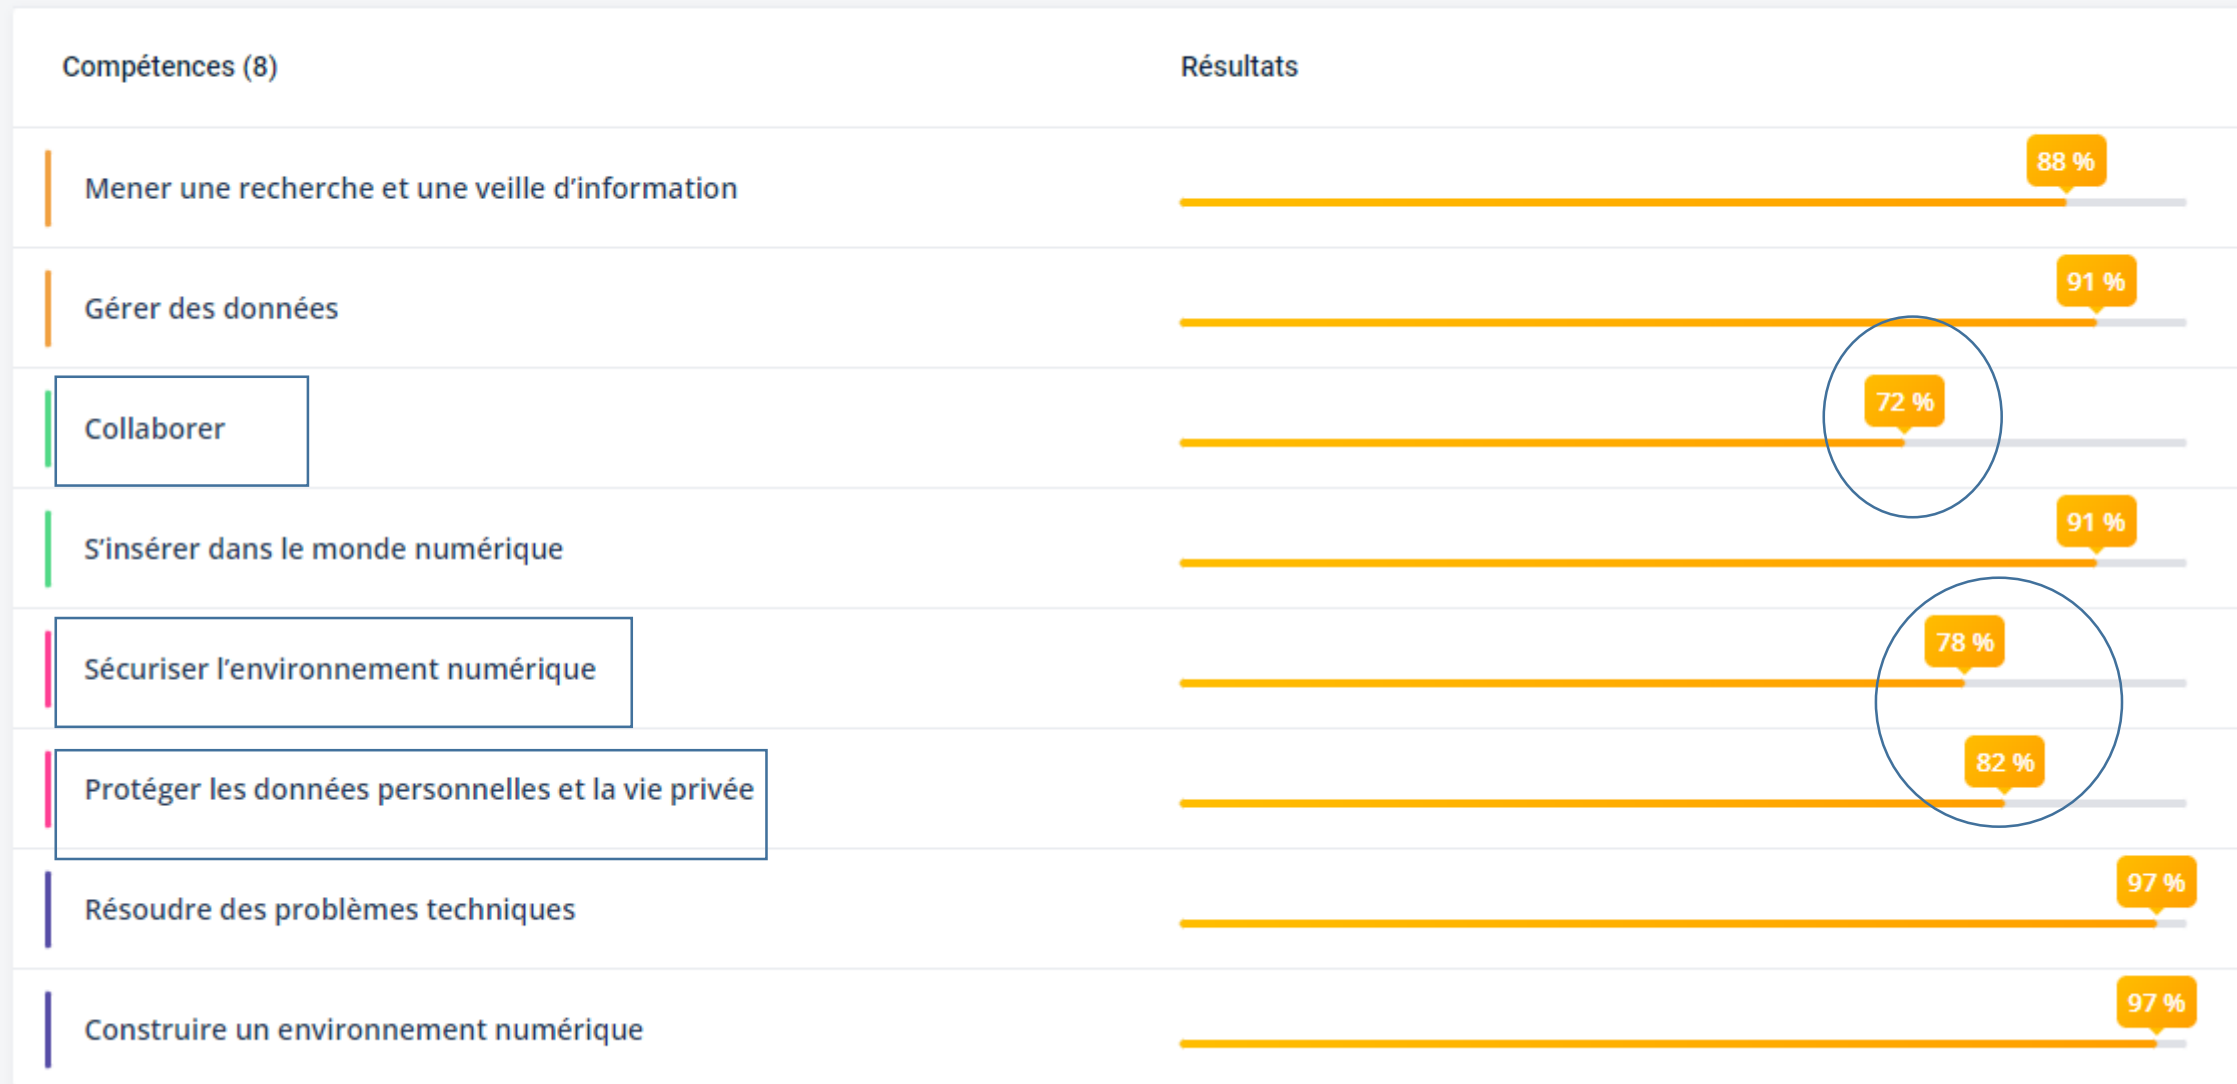 Compétences (8) Résultats
Mener une recherche et une veille d’information 88 %
Gérer des données 91 %
Collaborer 72 %
S’insérer dans le monde numérique 91 %
Sécuriser l’environnement numérique 78 %
Protéger les données personnelles et la vie privée 82 %
Résoudre des problèmes techniques 97 %
Construire un environnement numérique 97 %